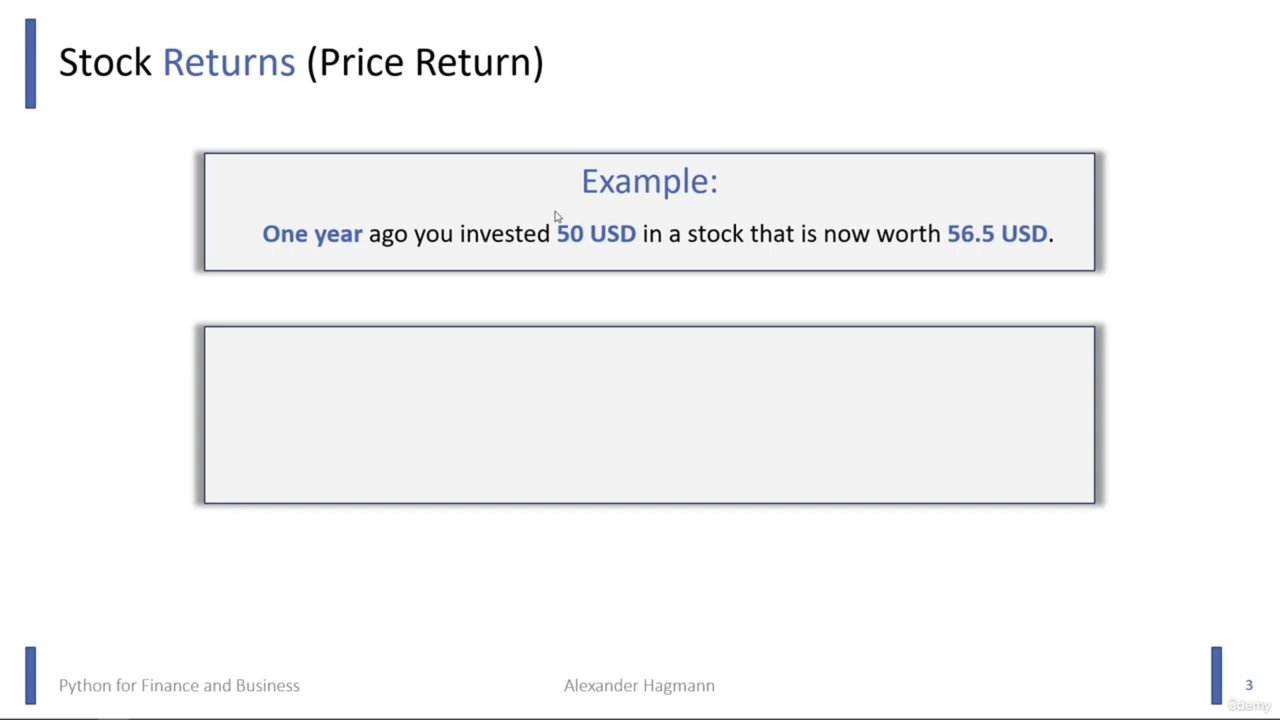 Stock Returns (Price Return)
Example:
One year ago you invested 50 USD in a stock that is now worth 56.5 USD.
Python for Finance and Business
Alexander Hagmann
3
ûdemy